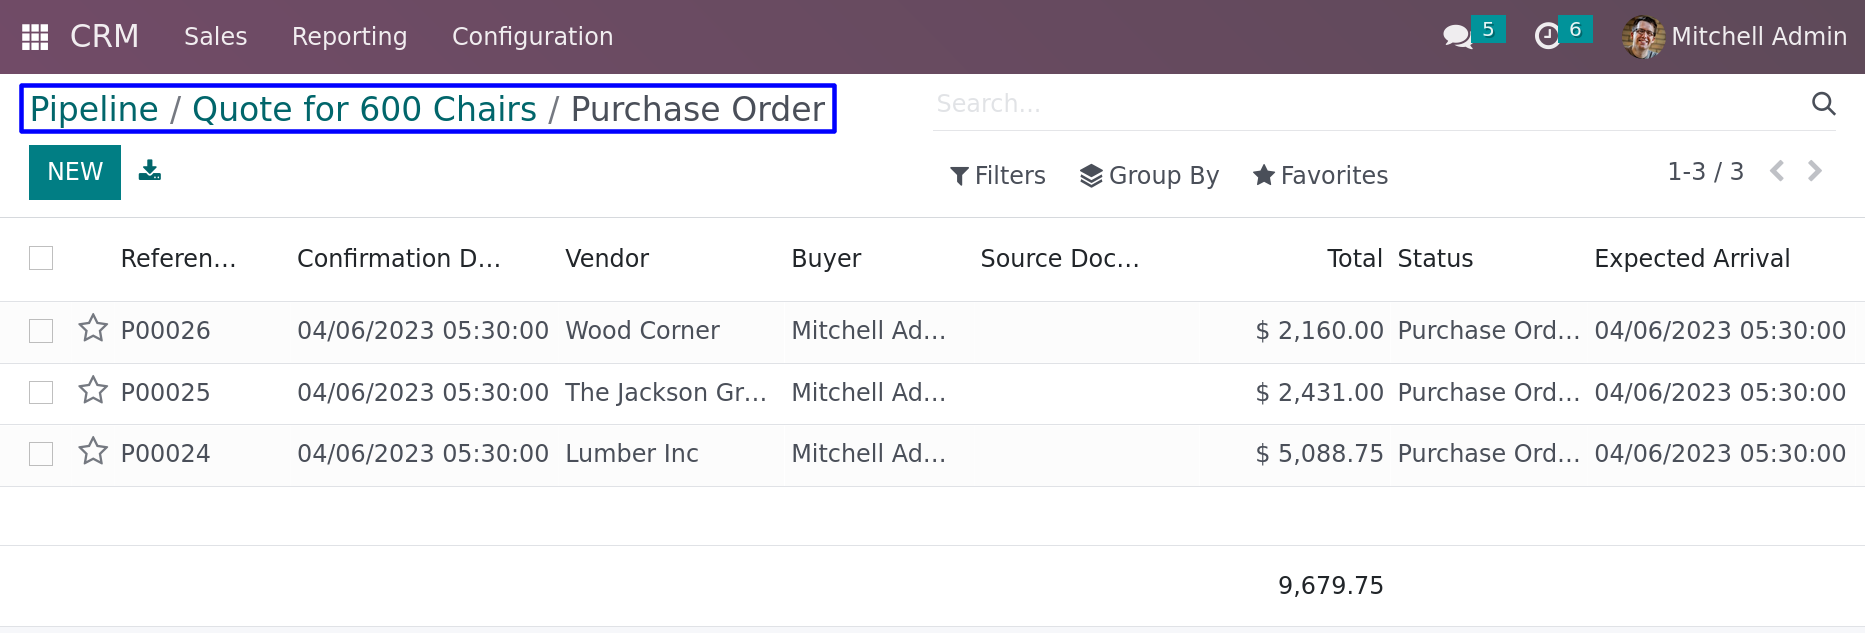 CRM Sales Reporting Configuration 5 6 Mitchell Admin
Pipeline / Quote for 600 Chairs / Purchase Order Search...
NEW Filters Group By Favorites 1-3 / 3
Referen... Confirmation D... Vendor Buyer Source Doc... Total Status Expected Arrival
P00026 04/06/2023 05:30:00 Wood Corner Mitchell Ad... $ 2,160.00 Purchase Ord... 04/06/2023 05:30:00
P00025 04/06/2023 05:30:00 The Jackson Gr... Mitchell Ad... $ 2,431.00 Purchase Ord... 04/06/2023 05:30:00
P00024 04/06/2023 05:30:00 Lumber Inc Mitchell Ad... $ 5,088.75 Purchase Ord... 04/06/2023 05:30:00
9,679.75